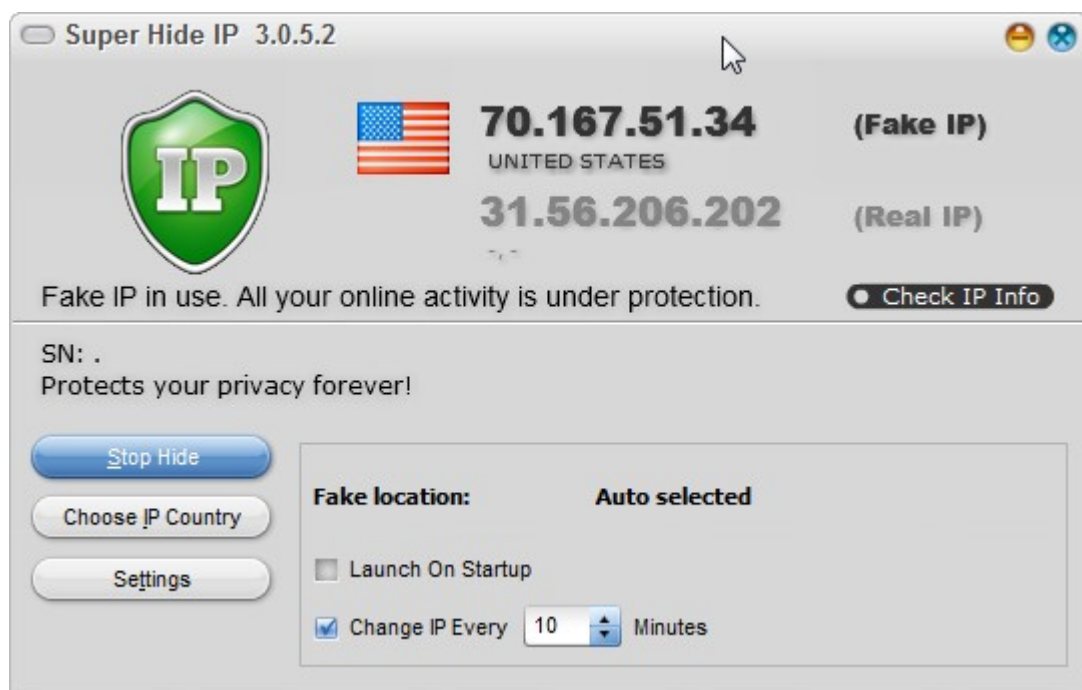 Super Hide IP 3.0.5.2
IP
70.167.51.34 (Fake IP)
UNITED STATES
31.56.206.202 (Real IP)
-, -
Fake IP in use. All your online activity is under protection. Check IP Info
SN: .
Protects your privacy forever!
Stop Hide
Choose IP Country
Settings
Fake location: Auto selected
Launch On Startup
Change IP Every 10 Minutes